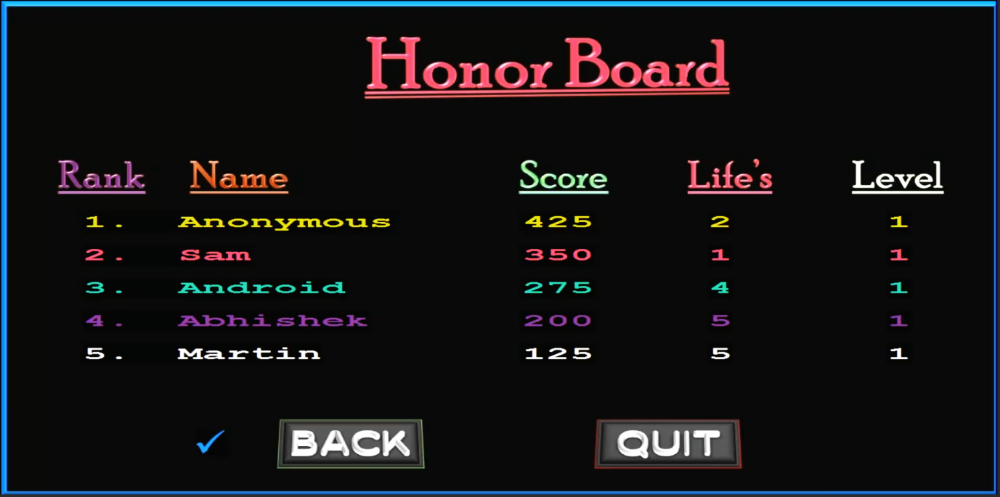 Honor Board
Rank Name Score Life's Level
1. Anonymous 425 2 1
2. Sam 350 1 1
3. Android 275 4 1
4. Abhishek 200 5 1
5. Martin 125 5 1
BACK QUIT